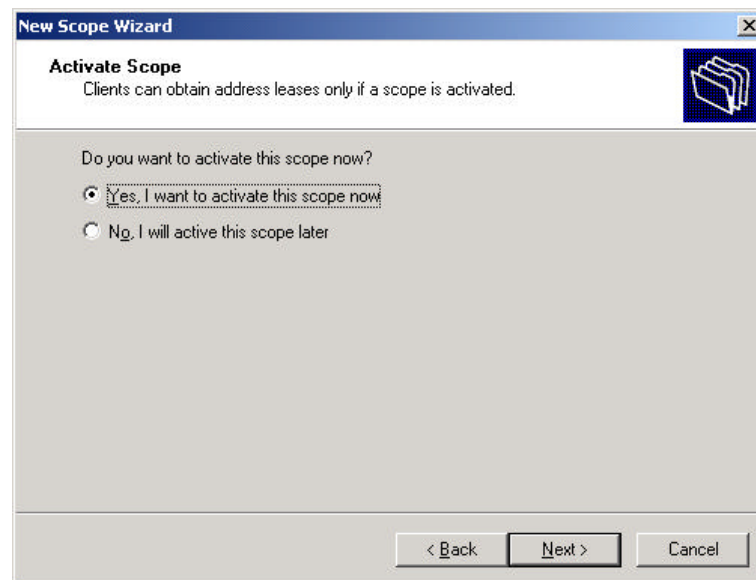 New Scope Wizard
Activate Scope
Clients can obtain address leases only if a scope is activated.
Do you want to activate this scope now?
Yes, I want to activate this scope now
No, I will active this scope later
< Back
Next >
Cancel